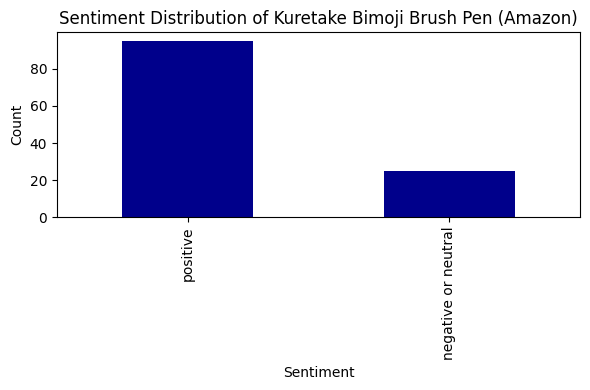 Sentiment Distribution of Kuretake Bimoji Brush Pen (Amazon)
80
60
40
20
0
Count
positive
negative or neutral
Sentiment